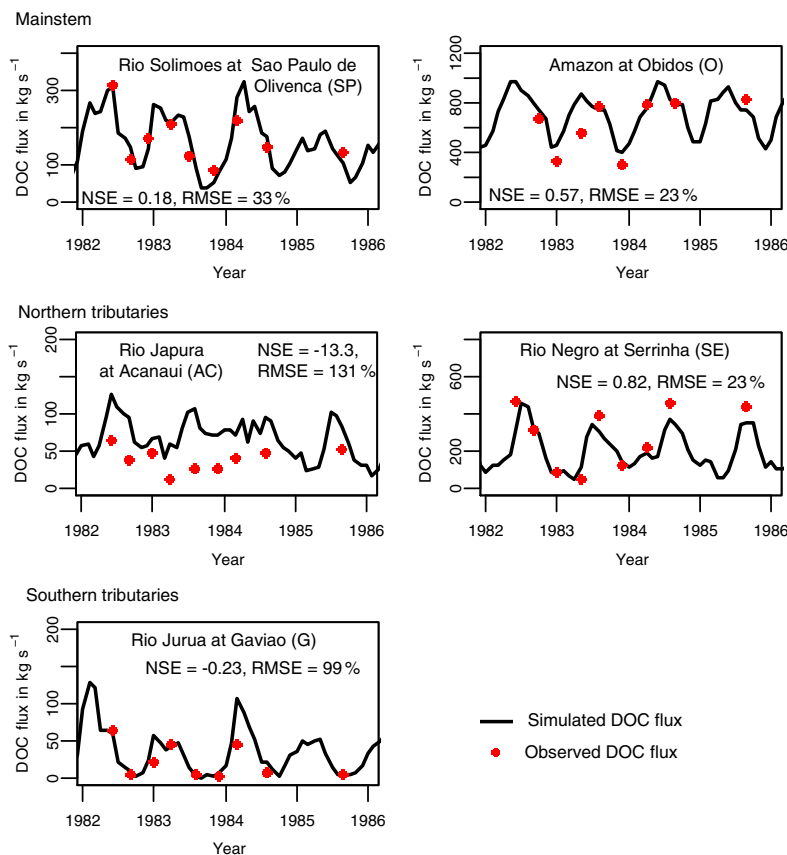 Mainstem
Rio Solimoes at Sao Paulo de
Olivenca (SP)
DOC flux in kg s⁻¹
0
100
300
NSE = 0.18, RMSE = 33 %
1982 1983 1984 1985 1986
Year
Amazon at Obidos (O)
DOC flux in kg s⁻¹
0
400
800
1200
NSE = 0.57, RMSE = 23 %
1982 1983 1984 1985 1986
Year
Northern tributaries
Rio Japura
at Acanaui (AC)
NSE = -13.3,
RMSE = 131 %
DOC flux in kg s⁻¹
0
50
100
200
1982 1983 1984 1985 1986
Year
Rio Negro at Serrinha (SE)
NSE = 0.82, RMSE = 23 %
DOC flux in kg s⁻¹
0
200
400
800
1982 1983 1984 1985 1986
Year
Southern tributaries
Rio Jurua at Gaviao (G)
NSE = -0.23, RMSE = 99 %
DOC flux in kg s⁻¹
0
50
100
200
1982 1983 1984 1985 1986
Year
Simulated DOC flux
Observed DOC flux